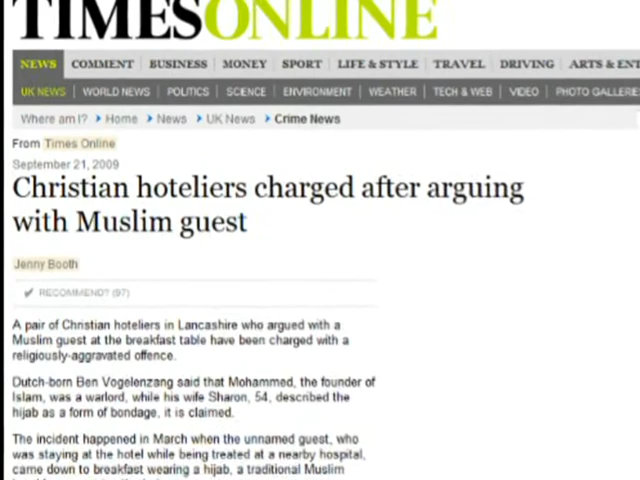 TIMESONLINE
NEWS COMMENT BUSINESS MONEY SPORT LIFE & STYLE TRAVEL DRIVING ARTS & ENT
UK NEWS WORLD NEWS POLITICS SCIENCE ENVIRONMENT WEATHER TECH & WEB VIDEO PHOTO GALLERIE
Where am I? Home News UK News Crime News
From Times Online
September 21, 2009
Christian hoteliers charged after arguing
with Muslim guest
Jenny Booth
RECOMMEND? (97)
A pair of Christian hoteliers in Lancashire who argued with a
Muslim guest at the breakfast table have been charged with a
religiously-aggravated offence.
Dutch-born Ben Vogelenzang said that Mohammed, the founder of
Islam, was a warlord, while his wife Sharon, 54, described the
hijab as a form of bondage, it is claimed.
The incident happened in March when the unnamed guest, who
was staying at the hotel while being treated at a nearby hospital,
came down to breakfast wearing a hijab, a traditional Muslim